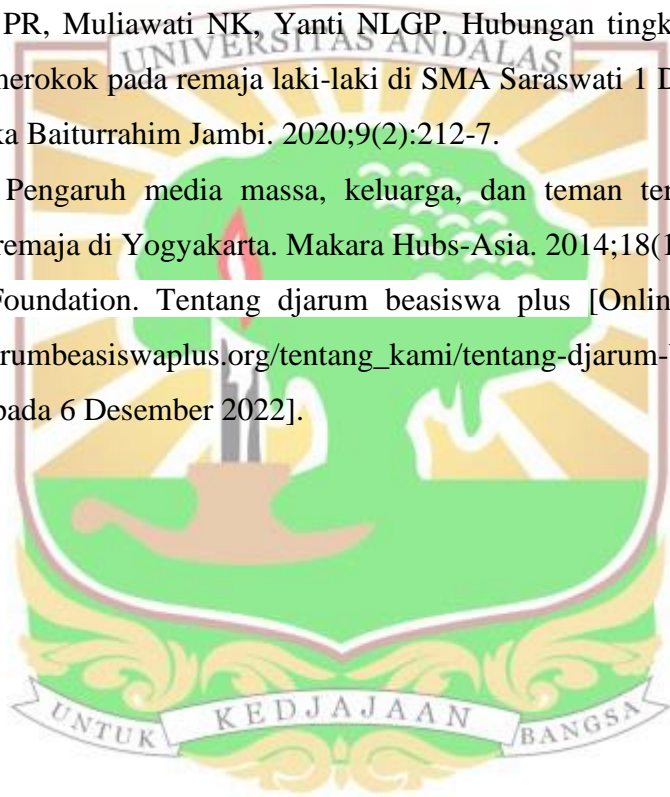 PR, Muliawati NK, Yanti NLGP. Hubungan tingk
UNIVERSITAS ANDALAS
nerokok pada remaja laki-laki di SMA Saraswati 1 D
ka Baiturrahim Jambi. 2020;9(2):212-7.
Pengaruh media massa, keluarga, dan teman ter
remaja di Yogyakarta. Makara Hubs-Asia. 2014;18(1
Foundation. Tentang djarum beasiswa plus [Onlin
arumbeasiswaplus.org/tentang_kami/tentang-djarum-
pada 6 Desember 2022].
UNTUK KEDJAJAAN BANGSA